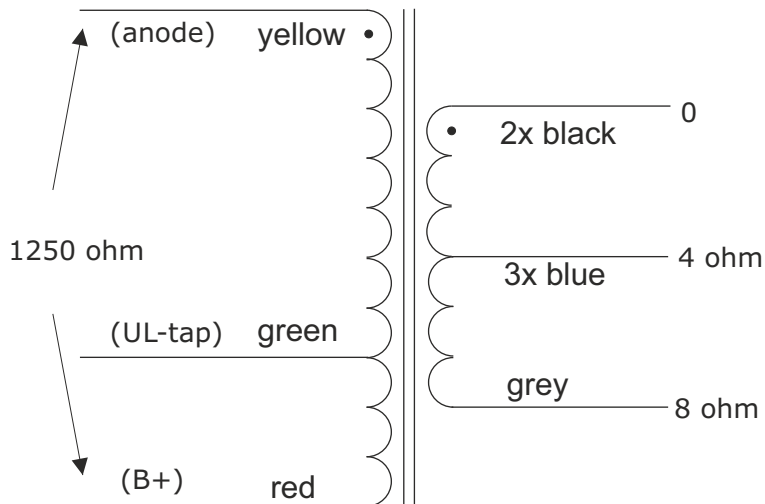 (anode) yellow
0
2x black
1250 ohm
4 ohm
3x blue
(UL-tap) green
grey
8 ohm
(B+) red